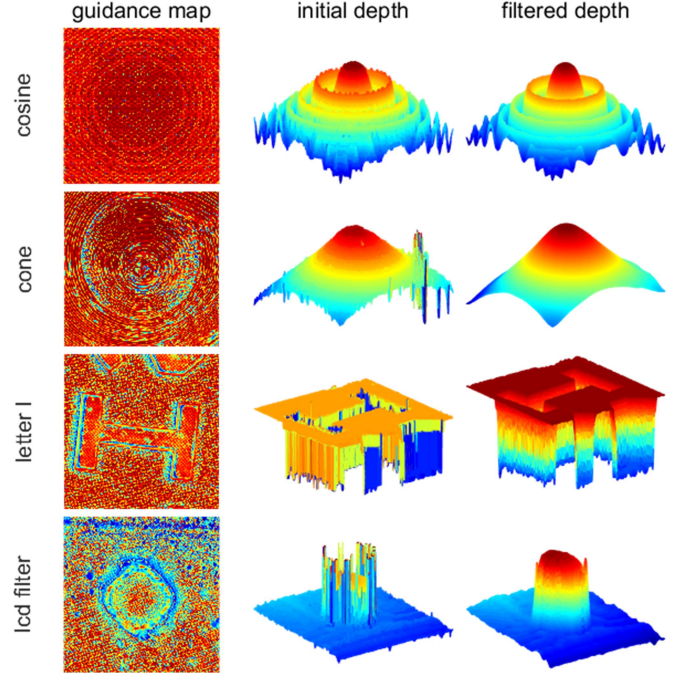 guidance map initial depth filtered depth
cosine
cone
letter I
lcd filter